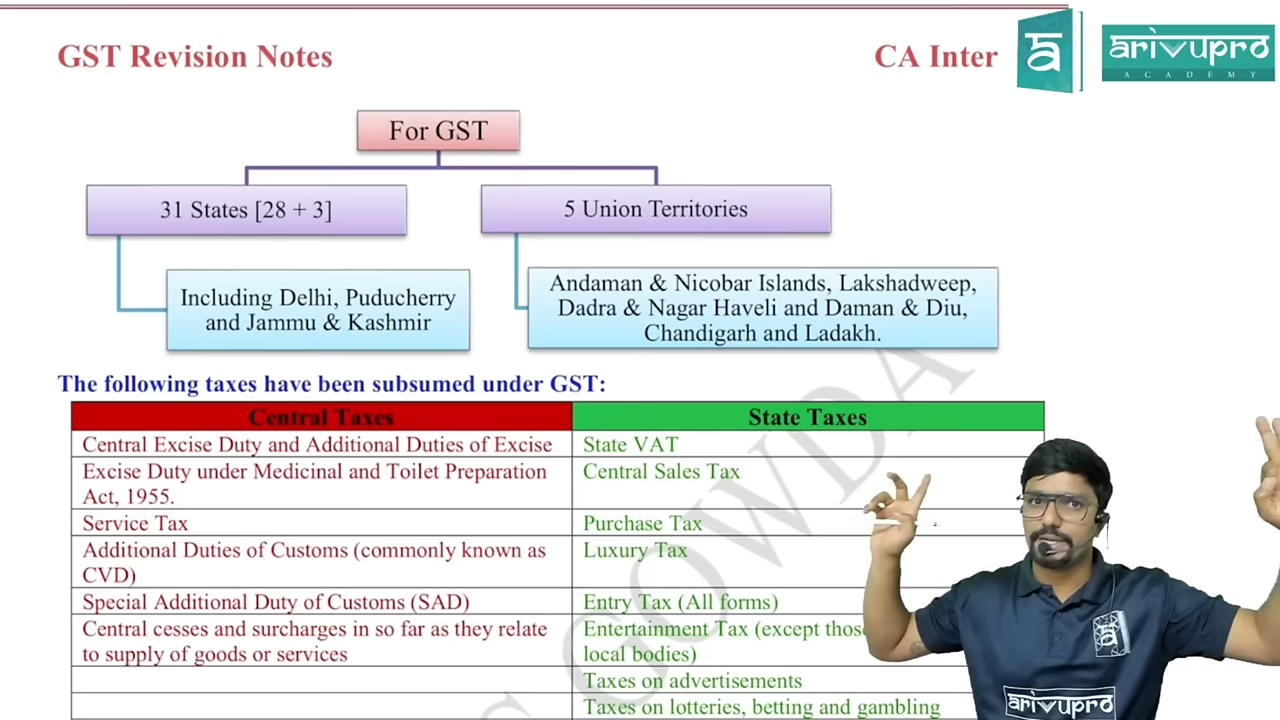 GST Revision Notes
CA Inter
arivupro
ACADEMY
For GST
31 States [28 + 3]
5 Union Territories
Including Delhi, Puducherry
and Jammu & Kashmir
Andaman & Nicobar Islands, Lakshadweep,
Dadra & Nagar Haveli and Daman & Diu,
Chandigarh and Ladakh.
The following taxes have been subsumed under GST:
Central Taxes
State Taxes
Central Excise Duty and Additional Duties of Excise
State VAT
Excise Duty under Medicinal and Toilet Preparation
Act, 1955.
Central Sales Tax
Service Tax
Purchase Tax
Additional Duties of Customs (commonly known as
CVD)
Luxury Tax
Special Additional Duty of Customs (SAD)
Entry Tax (All forms)
Central cesses and surcharges in so far as they relate
to supply of goods or services
Entertainment Tax (except
local bodies)
Taxes on advertisements
Taxes on lotteries, betting and gambling
GOWDA
arivupro